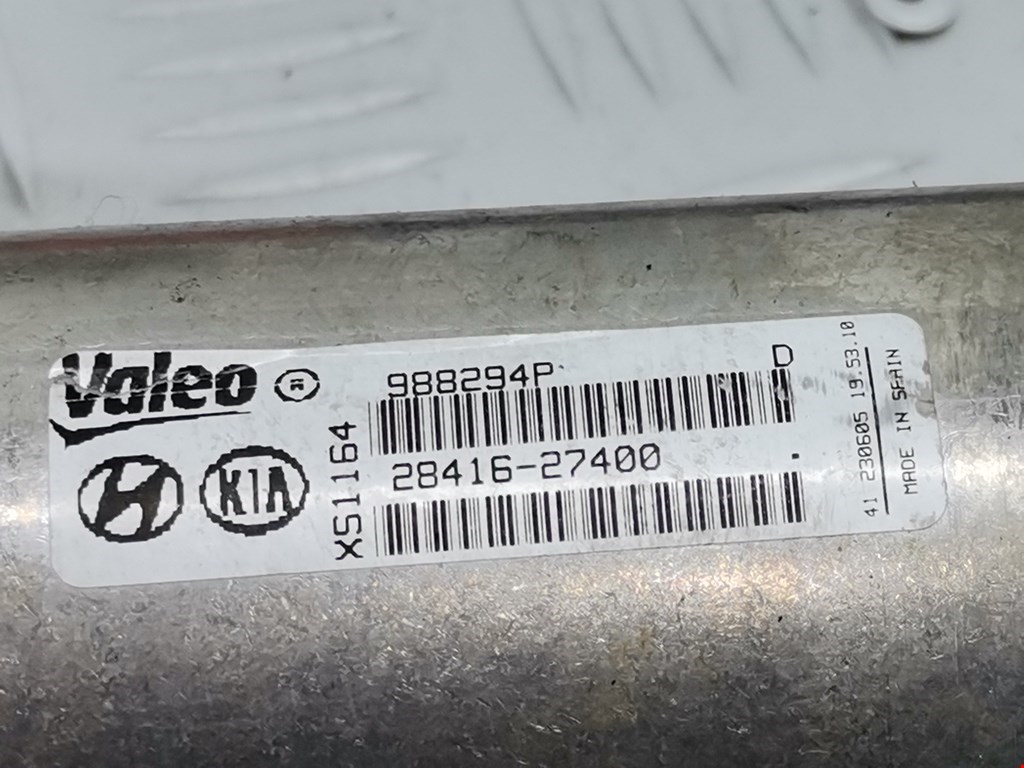 Valeo ®
988294P
D
XS1164
28416-27400
KIA
41 230605 19.53.10
MADE IN SPAIN